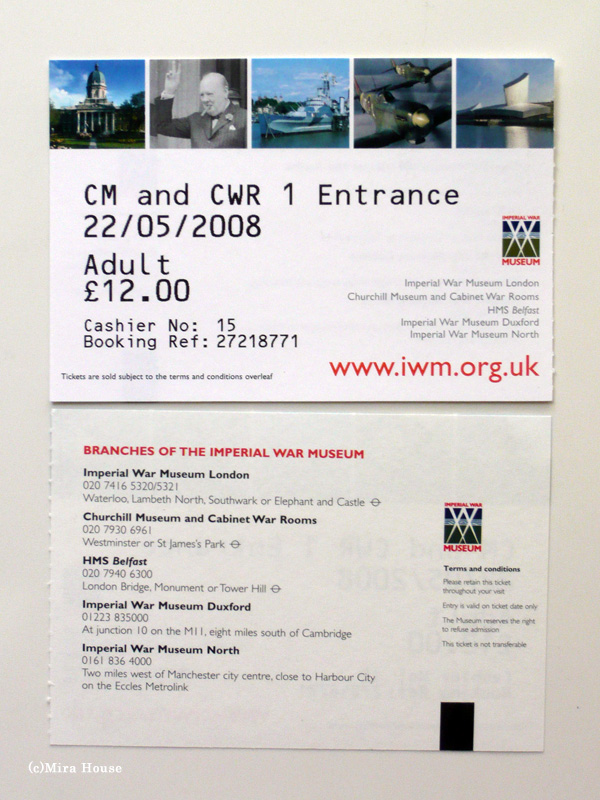 CM and CWR 1 Entrance
22/05/2008
Adult
£12.00
Cashier No: 15
Booking Ref: 27218771
Tickets are sold subject to the terms and conditions overleaf
IMPERIAL WAR
MUSEUM
Imperial War Museum London
Churchill Museum and Cabinet War Rooms
HMS Belfast
Imperial War Museum Duxford
Imperial War Museum North
www.iwm.org.uk
BRANCHES OF THE IMPERIAL WAR MUSEUM
Imperial War Museum London
020 7416 5320/5321
Waterloo, Lambeth North, Southwark or Elephant and Castle
Churchill Museum and Cabinet War Rooms
020 7930 6961
Westminster or St James's Park
HMS Belfast
020 7940 6300
London Bridge, Monument or Tower Hill
Imperial War Museum Duxford
01223 835000
At junction 10 on the M11, eight miles south of Cambridge
Imperial War Museum North
0161 836 4000
Two miles west of Manchester city centre, close to Harbour City
on the Eccles Metrolink
IMPERIAL WAR
MUSEUM
Terms and conditions
Please retain this ticket
throughout your visit
Entry is valid on ticket date only
The Museum reserves the right
to refuse admission
This ticket is not transferable
(c)Mira House